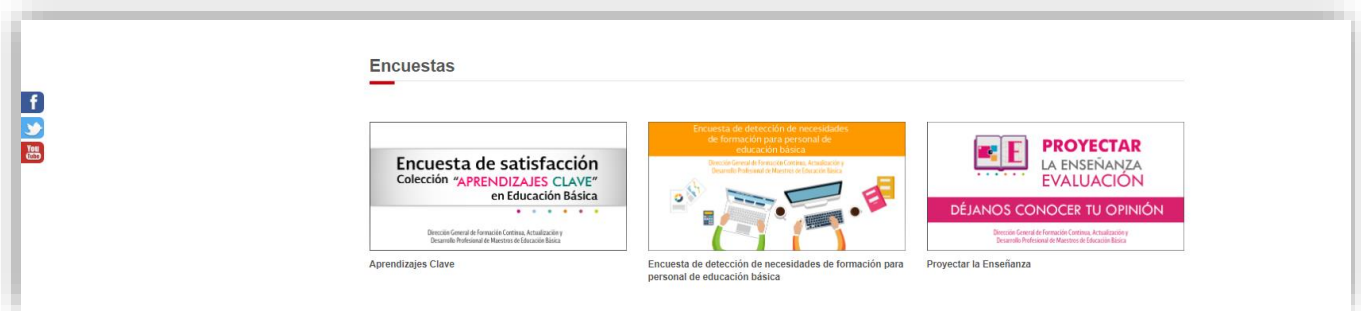 Encuestas
f
You
Tube
Encuesta de satisfacción
Colección "APRENDIZAJES CLAVE"
en Educación Básica
Dirección General de Formación Continua, Actualización y
Desarrollo Profesional de Maestros de Educación Básica
Aprendizajes Clave
Encuesta de detección de necesidades
de formación para personal de
educación básica
Dirección General de Formación Continua, Actualización y
Desarrollo Profesional de Maestros de Educación Básica
Encuesta de detección de necesidades de formación para
personal de educación básica
E
PROYECTAR
LA ENSEÑANZA
EVALUACIÓN
DÉJANOS CONOCER TU OPINIÓN
Dirección General de Formación Continua, Actualización y
Desarrollo Profesional de Maestros de Educación Básica
Proyectar la Enseñanza